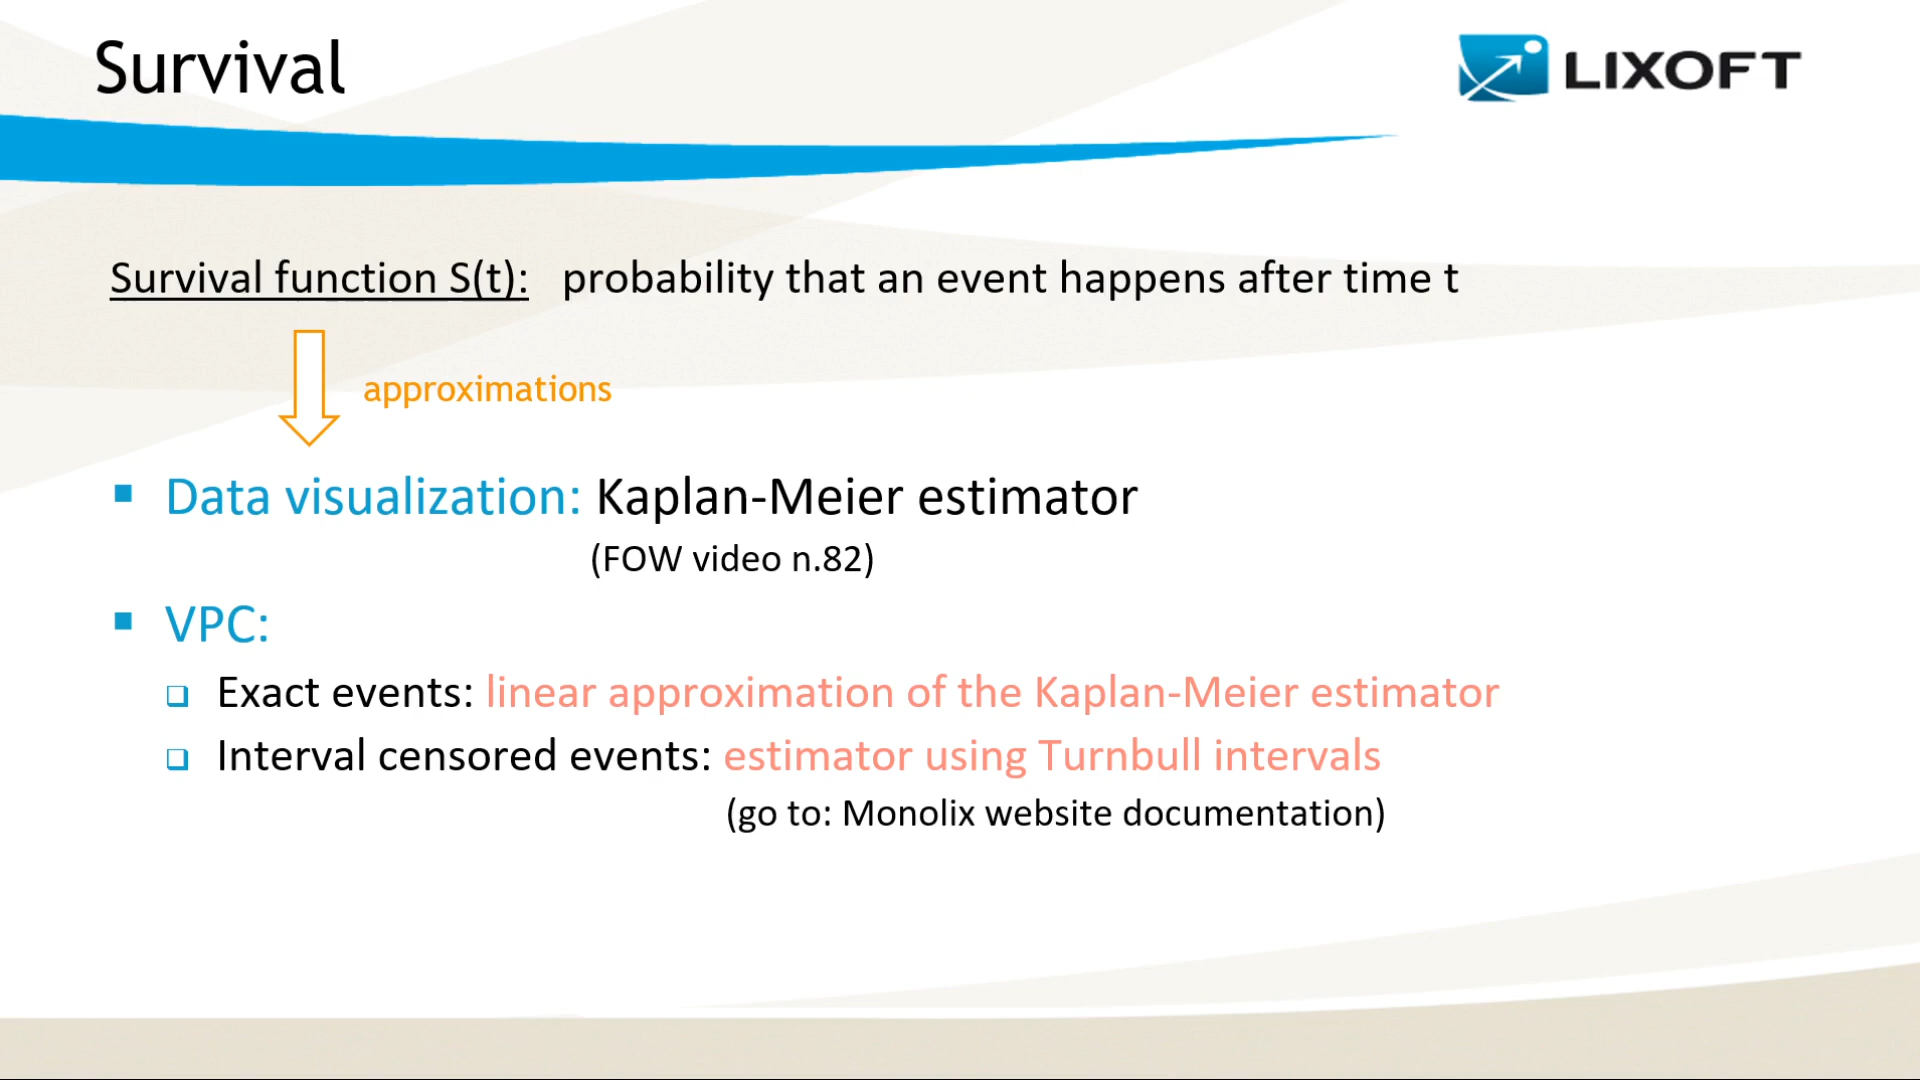 Survival
LIXOFT
Survival function S(t): probability that an event happens after time t
approximations
Data visualization: Kaplan-Meier estimator
(FOW video n.82)
VPC:
Exact events: linear approximation of the Kaplan-Meier estimator
Interval censored events: estimator using Turnbull intervals
(go to: Monolix website documentation)